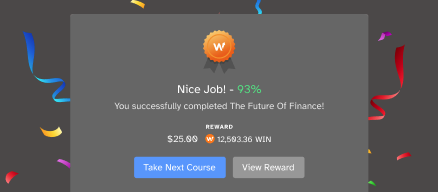 W
Nice Job! - 93%
You successfully completed The Future Of Finance!
REWARD
$25.00 W 12,503.36 WIN
Take Next Course View Reward